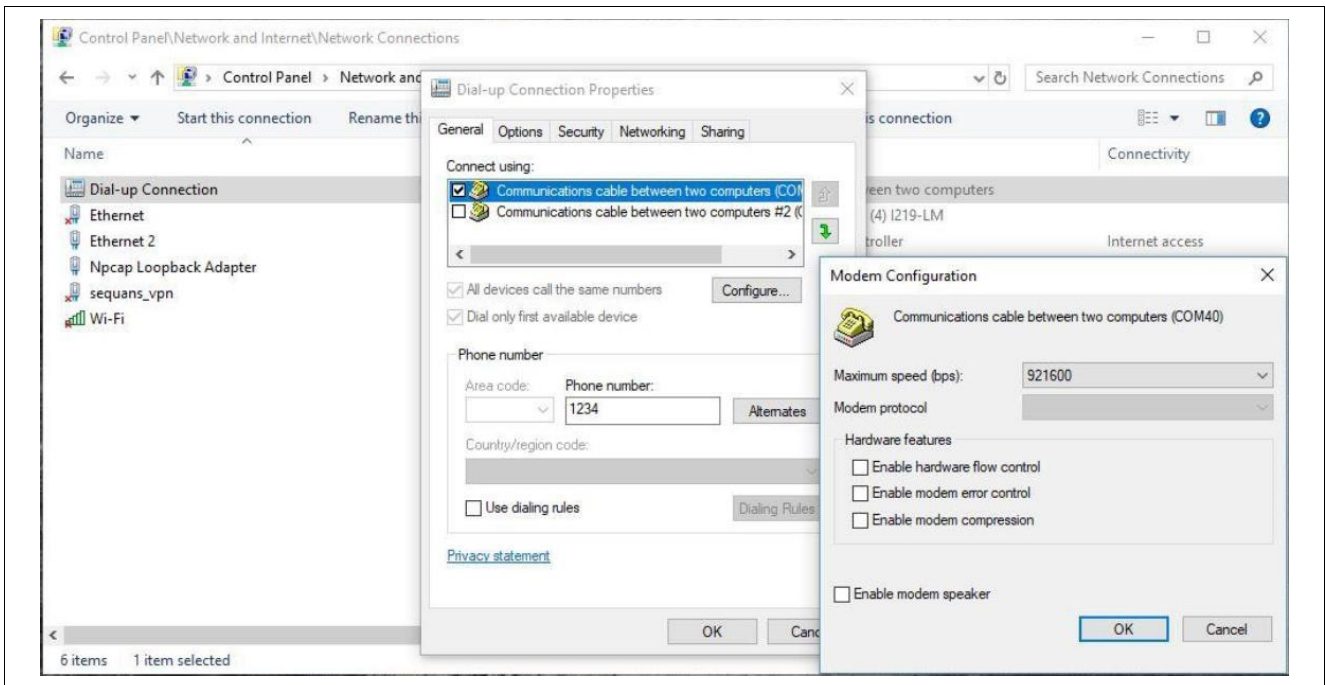 Control Panel\Network and Internet\Network Connections
Control Panel › Network and
Search Network Connections
Organize Start this connection Rename thi
is connection
Name
Connectivity
Dial-up Connection
Ethernet
Ethernet 2
Npcap Loopback Adapter
sequans_vpn
Wi-Fi
een two computers
(4) I219-LM
troller Internet access
6 items 1 item selected
Dial-up Connection Properties
General Options Security Networking Sharing
Connect using:
Communications cable between two computers (COM
Communications cable between two computers #2 (C
All devices call the same numbers
Configure...
Dial only first available device
Phone number
Area code: Phone number:
1234
Alternates
Country/region code:
Use dialing rules
Dialing Rules
Privacy statement
OK Canc
Modem Configuration
Communications cable between two computers (COM40)
Maximum speed (bps): 921600
Modem protocol
Hardware features
Enable hardware flow control
Enable modem error control
Enable modem compression
Enable modem speaker
OK Cancel